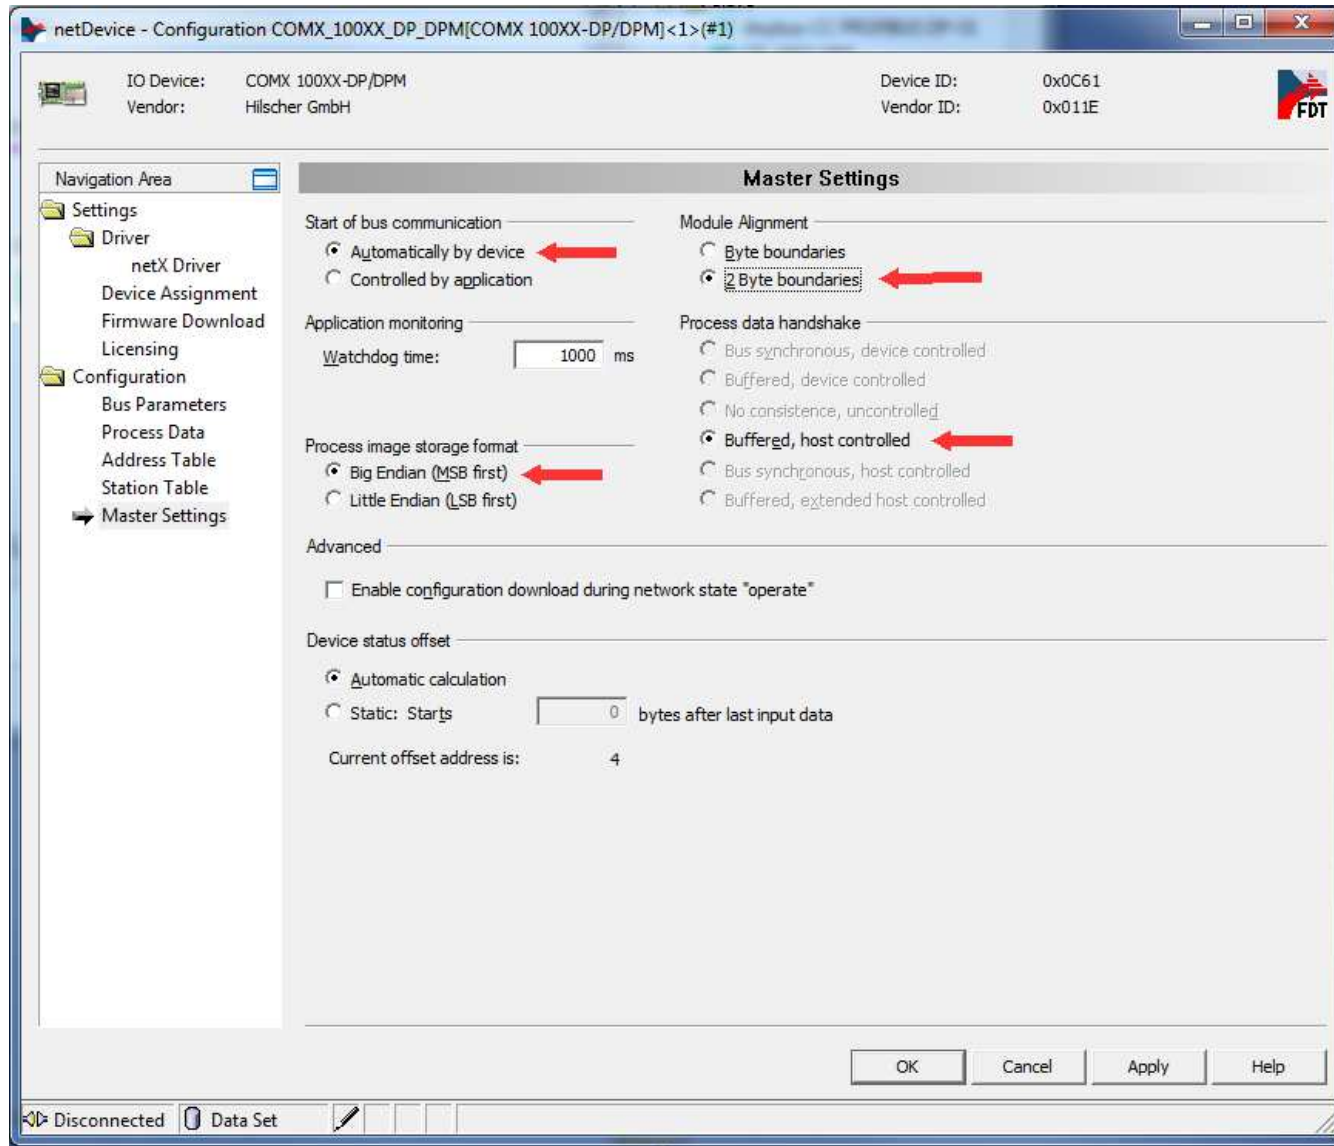 netDevice - Configuration COMX_100XX_DP_DPM[COMX 100XX-DP/DPM]<1>(#1)
IO Device: COMX 100XX-DP/DPM Device ID: 0x0C61
Vendor: Hilscher GmbH Vendor ID: 0x011E
FDT
Navigation Area
Settings
Driver
netX Driver
Device Assignment
Firmware Download
Licensing
Configuration
Bus Parameters
Process Data
Address Table
Station Table
Master Settings
Master Settings
Start of bus communication
Automatically by device
Controlled by application
Module Alignment
Byte boundaries
2 Byte boundaries
Application monitoring
Watchdog time: 1000 ms
Process data handshake
Bus synchronous, device controlled
Buffered, device controlled
No consistence, uncontrolled
Buffered, host controlled
Bus synchronous, host controlled
Buffered, extended host controlled
Process image storage format
Big Endian (MSB first)
Little Endian (LSB first)
Advanced
Enable configuration download during network state "operate"
Device status offset
Automatic calculation
Static: Starts 0 bytes after last input data
Current offset address is: 4
OK Cancel Apply Help
Disconnected Data Set